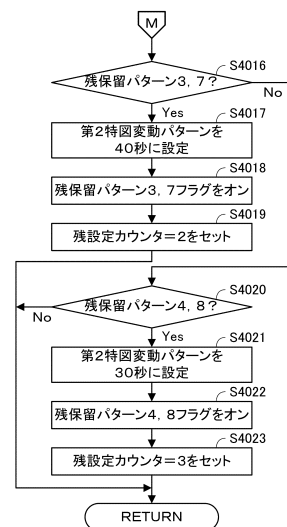 M
S4016
残保留パターン3，7？
No
Yes
S4017
第2特図変動パターンを
40秒に設定
S4018
残保留パターン3，7フラグをオン
S4019
残設定カウンタ＝2をセット
S4020
残保留パターン4，8？
No
Yes
S4021
第2特図変動パターンを
30秒に設定
S4022
残保留パターン4，8フラグをオン
S4023
残設定カウンタ＝3をセット
RETURN